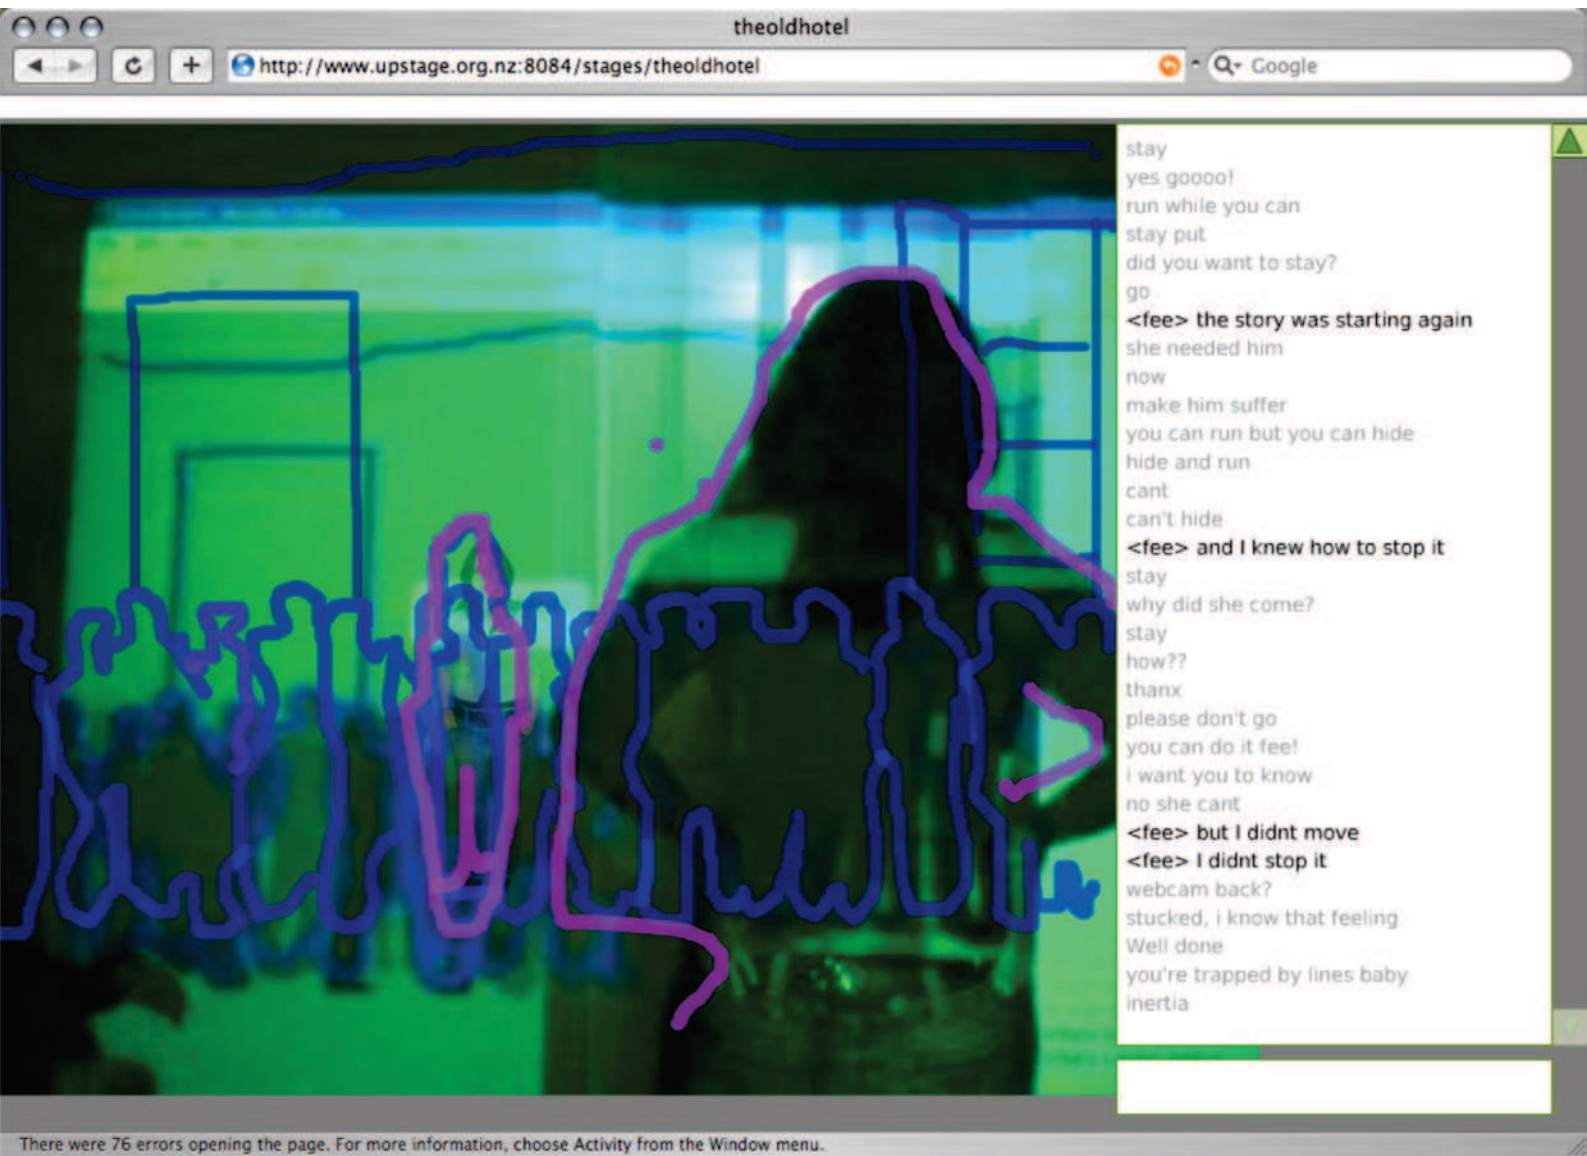 theoldhotel
http://www.upstage.org.nz:8084/stages/theoldhotel
Google
stay
yes goooo!
run while you can
stay put
did you want to stay?
go
<fee> the story was starting again
she needed him
now
make him suffer
you can run but you can hide
hide and run
cant
can't hide
<fee> and I knew how to stop it
stay
why did she come?
stay
how??
thanx
please don't go
you can do it fee!
i want you to know
no she cant
<fee> but I didnt move
<fee> I didnt stop it
webcam back?
stucked, i know that feeling
Well done
you're trapped by lines baby
inertia
There were 76 errors opening the page. For more information, choose Activity from the Window menu.